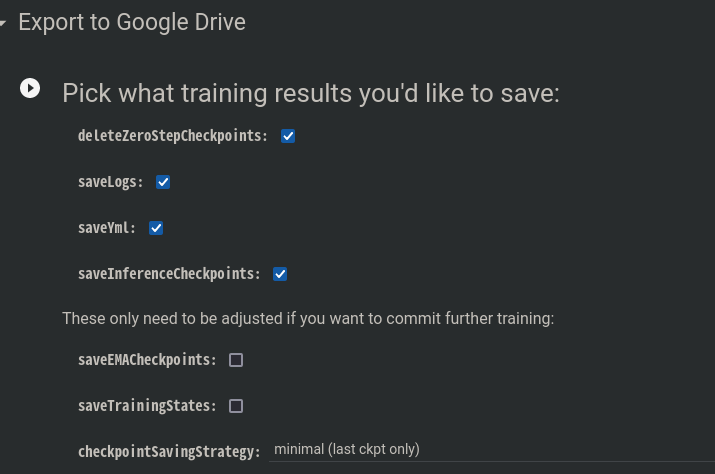 Export to Google Drive
Pick what training results you'd like to save:
deleteZeroStepCheckpoints:
saveLogs:
saveYml:
saveInferenceCheckpoints:
These only need to be adjusted if you want to commit further training:
saveEMACheckpoints:
saveTrainingStates:
checkpointSavingStrategy: minimal (last ckpt only)